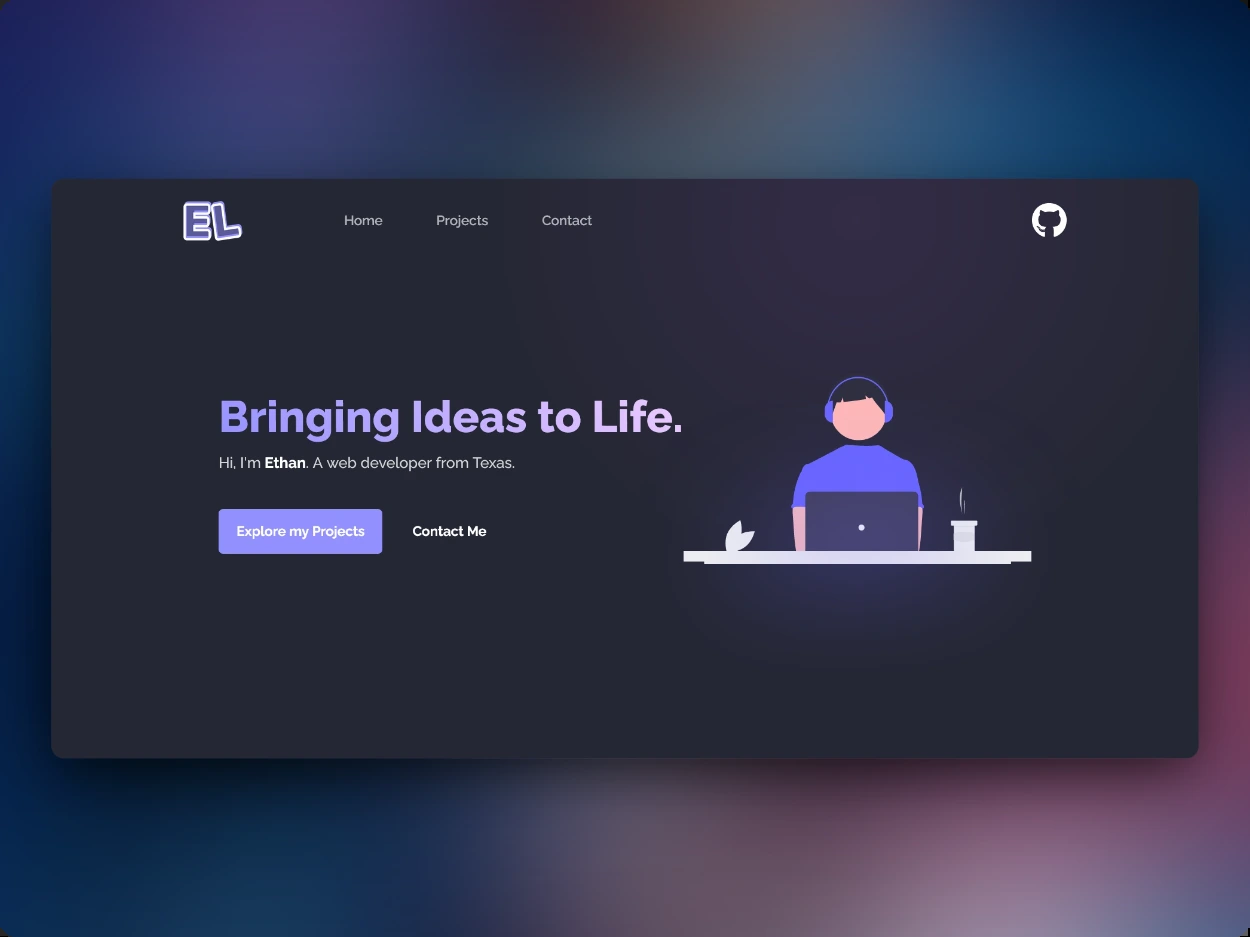 EL
Home
Projects
Contact
Bringing Ideas to Life.
Hi, I'm Ethan. A web developer from Texas.
Explore my Projects
Contact Me